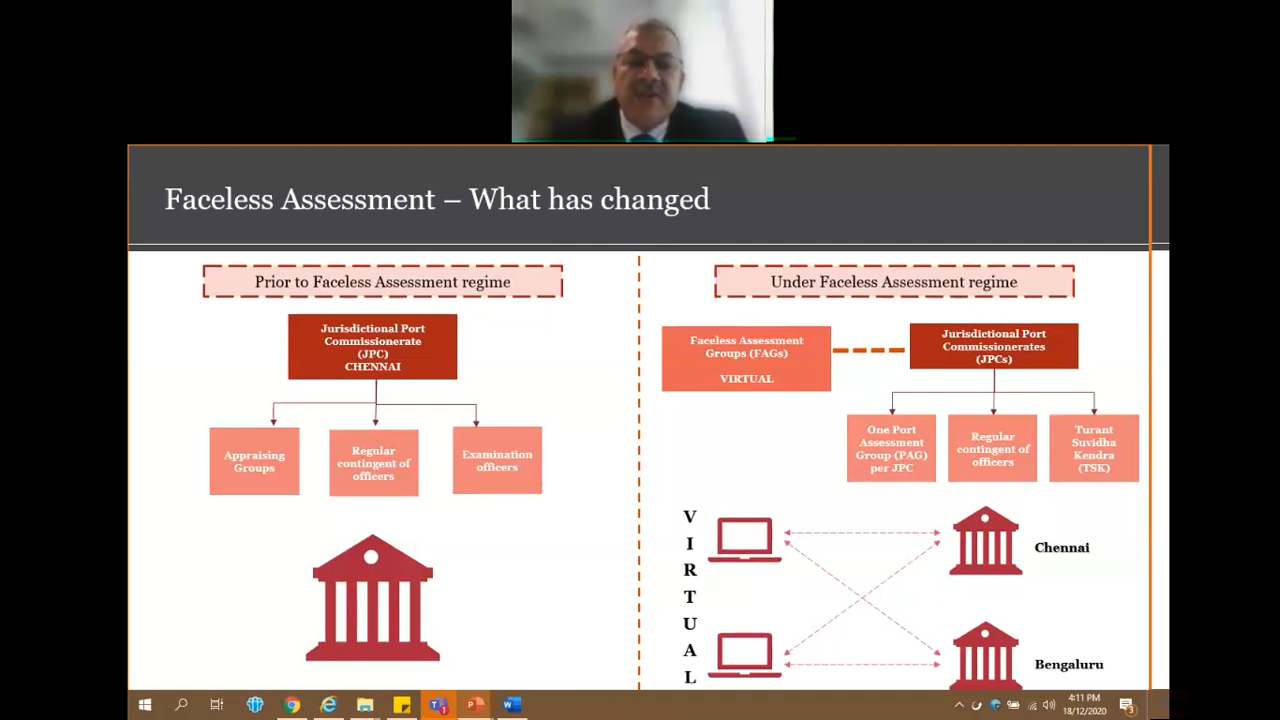 Faceless Assessment – What has changed
Prior to Faceless Assessment regime
Jurisdictional Port
Commissionerate
(JPC)
CHENNAI
Appraising
Groups
Regular
contingent of
officers
Examination
officers
Under Faceless Assessment regime
Faceless Assessment
Groups (FAGs)
VIRTUAL
Jurisdictional Port
Commissionerates
(JPCs)
One Port
Assessment
Group (PAG)
per JPC
Regular
contingent of
officers
Turant
Suvidha
Kendra
(TSK)
V
I
R
T
U
A
L
Chennai
Bengaluru
4:11 PM
18/12/2020